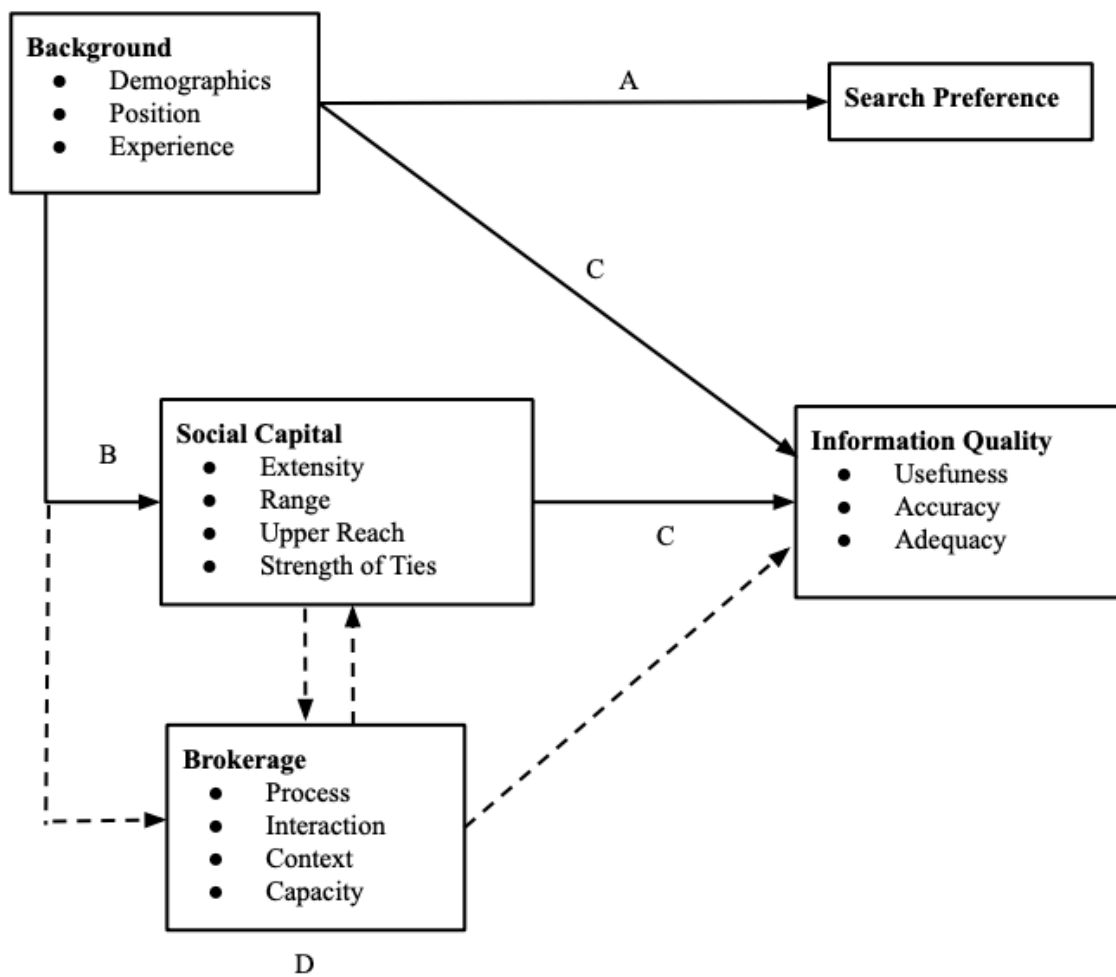 Background
● Demographics
● Position
● Experience
A
Search Preference
C
B
Social Capital
● Extensity
● Range
● Upper Reach
● Strength of Ties
C
Information Quality
● Usefuness
● Accuracy
● Adequacy
Brokerage
● Process
● Interaction
● Context
● Capacity
D